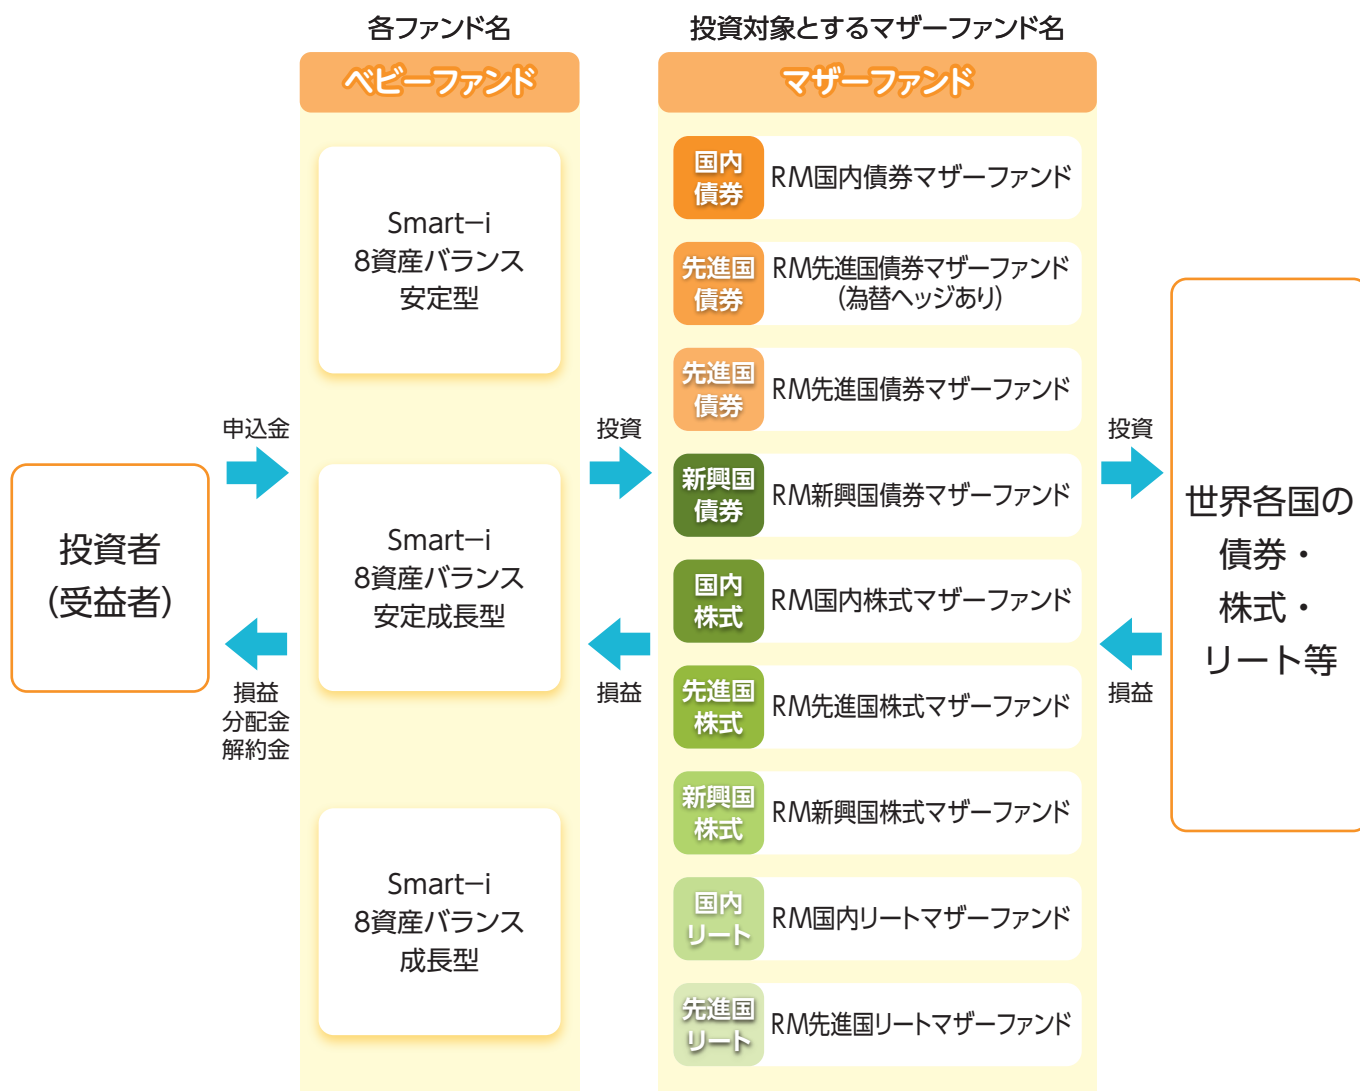 各ファンド名
ベビーファンド
Smart-i
8資産バランス
安定型
Smart-i
8資産バランス
安定成長型
Smart-i
8資産バランス
成長型
投資対象とするマザーファンド名
マザーファンド
国内
債券
RM国内債券マザーファンド
先進国
債券
RM先進国債券マザーファンド
(為替ヘッジあり)
先進国
債券
RM先進国債券マザーファンド
新興国
債券
RM新興国債券マザーファンド
国内
株式
RM国内株式マザーファンド
先進国
株式
RM先進国株式マザーファンド
新興国
株式
RM新興国株式マザーファンド
国内
リート
RM国内リートマザーファンド
先進国
リート
RM先進国リートマザーファンド
投資者
(受益者)
申込金
損益
分配金
解約金
投資
損益
投資
損益
世界各国の
債券・
株式・
リート等